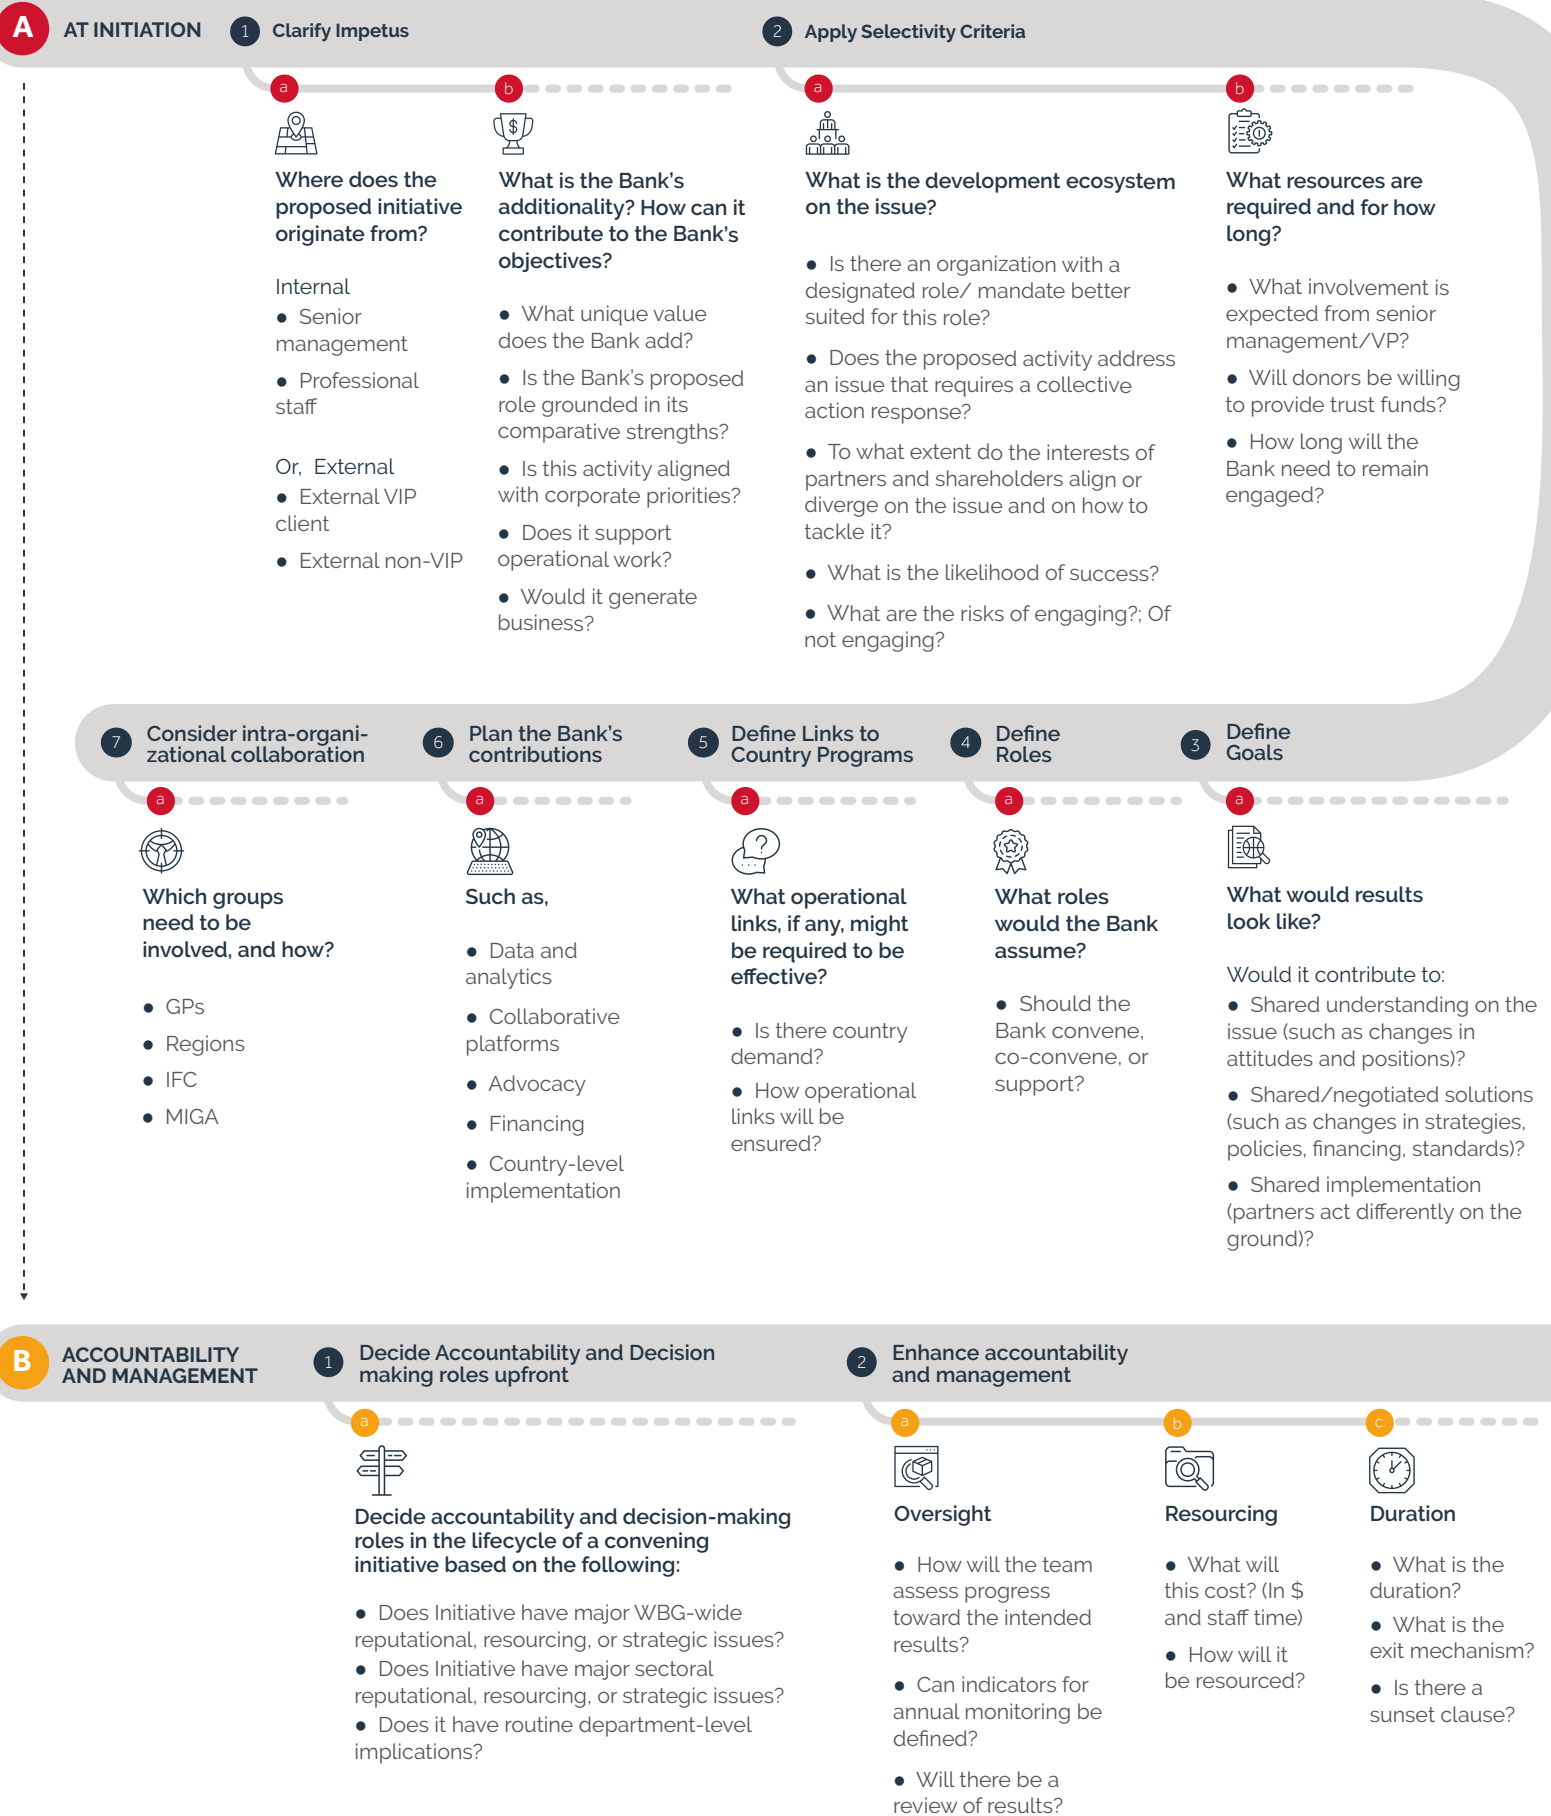 A AT INITIATION
1 Clarify Impetus
a
Where does the
proposed initiative
originate from?
Internal
● Senior
management
● Professional
staff
Or, External
● External VIP
client
● External non-VIP
b
$
What is the Bank's
additionality? How can it
contribute to the Bank's
objectives?
● What unique value
does the Bank add?
● Is the Bank's proposed
role grounded in its
comparative strengths?
● Is this activity aligned
with corporate priorities?
● Does it support
operational work?
● Would it generate
business?
2 Apply Selectivity Criteria
a
What is the development ecosystem
on the issue?
● Is there an organization with a
designated role/ mandate better
suited for this role?
● Does the proposed activity address
an issue that requires a collective
action response?
● To what extent do the interests of
partners and shareholders align or
diverge on the issue and on how to
tackle it?
● What is the likelihood of success?
● What are the risks of engaging?; Of
not engaging?
b
What resources are
required and for how
long?
● What involvement is
expected from senior
management/VP?
● Will donors be willing
to provide trust funds?
● How long will the
Bank need to remain
engaged?
3 Define
Goals
a
What would results
look like?
Would it contribute to:
● Shared understanding on the
issue (such as changes in
attitudes and positions)?
● Shared/negotiated solutions
(such as changes in strategies,
policies, financing, standards)?
● Shared implementation
(partners act differently on the
ground)?
4 Define
Roles
a
What roles
would the Bank
assume?
● Should the
Bank convene,
co-convene, or
support?
5 Define Links to
Country Programs
a
?
What operational
links, if any, might
be required to be
effective?
● Is there country
demand?
● How operational
links will be
ensured?
6 Plan the Bank's
contributions
a
Such as,
● Data and
analytics
● Collaborative
platforms
● Advocacy
● Financing
● Country-level
implementation
7 Consider intra-organi-
zational collaboration
a
Which groups
need to be
involved, and how?
● GPs
● Regions
● IFC
● MIGA
B ACCOUNTABILITY
AND MANAGEMENT
1 Decide Accountability and Decision
making roles upfront
a
Decide accountability and decision-making
roles in the lifecycle of a convening
initiative based on the following:
● Does Initiative have major WBG-wide
reputational, resourcing, or strategic issues?
● Does Initiative have major sectoral
reputational, resourcing, or strategic issues?
● Does it have routine department-level
implications?
2 Enhance accountability
and management
a
Oversight
● How will the team
assess progress
toward the intended
results?
● Can indicators for
annual monitoring be
defined?
● Will there be a
review of results?
b
Resourcing
● What will
this cost? (In $
and staff time)
● How will it
be resourced?
c
Duration
● What is the
duration?
● What is the
exit mechanism?
● Is there a
sunset clause?